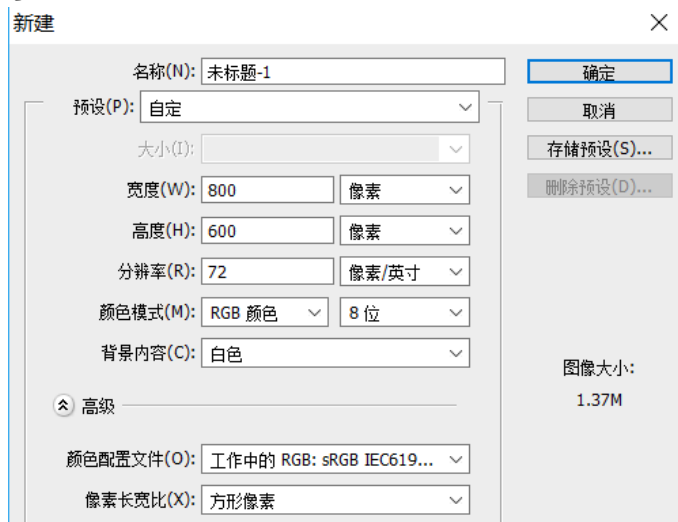 新建
名称(N): 未标题-1 确定
预设(P): 自定 取消
大小(I): 存储预设(S)...
宽度(W): 800 像素 删除预设(D)...
高度(H): 600 像素
分辨率(R): 72 像素/英寸
颜色模式(M): RGB 颜色 8 位
背景内容(C): 白色
图像大小:
高级 1.37M
颜色配置文件(O): 工作中的 RGB: sRGB IEC619...
像素长宽比(X): 方形像素